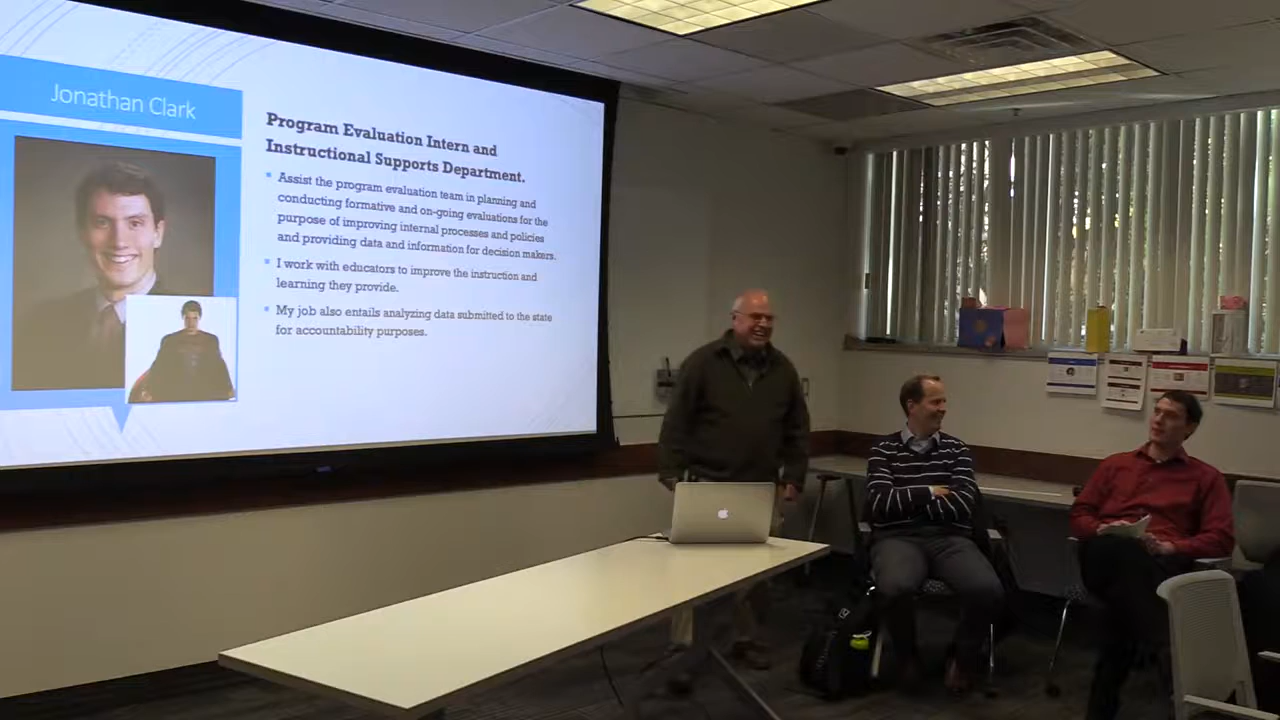 Jonathan Clark
Program Evaluation Intern and
Instructional Supports Department.
Assist the program evaluation team in planning and
conducting formative and on-going evaluations for the
purpose of improving internal processes and policies
and providing data and information for decision makers.
I work with educators to improve the instruction and
learning they provide.
My job also entails analyzing data submitted to the state
for accountability purposes.